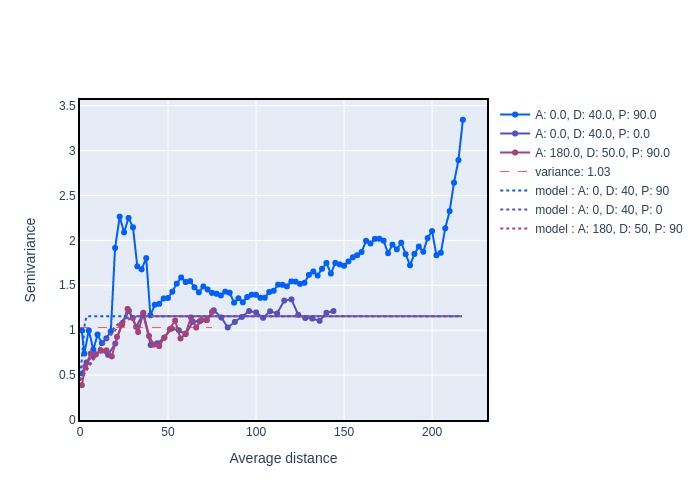 3.5
3
2.5
2
1.5
1
0.5
0
Semivariance
0
50
100
150
200
Average distance
A: 0.0, D: 40.0, P: 90.0
A: 0.0, D: 40.0, P: 0.0
A: 180.0, D: 50.0, P: 90.0
variance: 1.03
model : A: 0, D: 40, P: 90
model : A: 0, D: 40, P: 0
model : A: 180, D: 50, P: 90